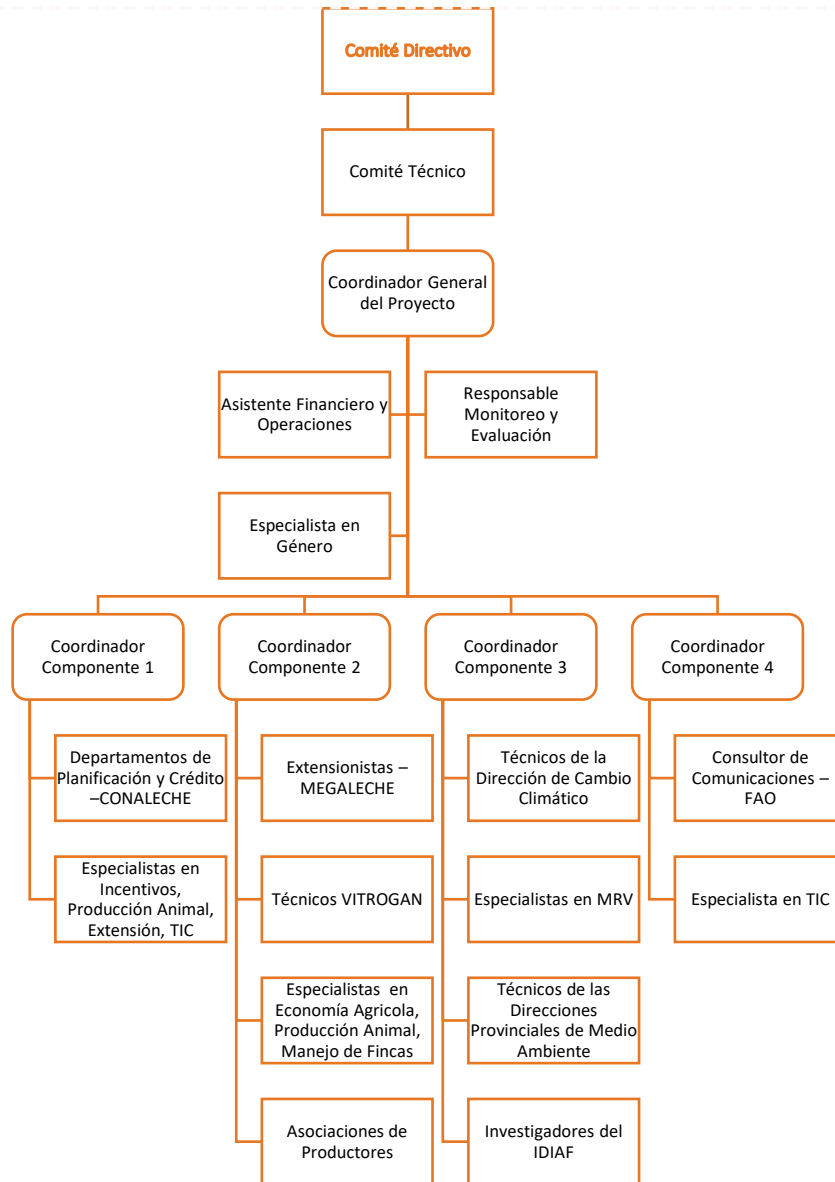 Comité Directivo
Comité Técnico
Coordinador General
del Proyecto
Asistente Financiero y
Operaciones
Responsable
Monitoreo y
Evaluación
Especialista en
Género
Coordinador
Componente 1
Coordinador
Componente 2
Coordinador
Componente 3
Coordinador
Componente 4
Departamentos de
Planificación y Crédito
–CONALECHE
Especialistas en
Incentivos,
Producción Animal,
Extensión, TIC
Extensionistas –
MEGALECHE
Técnicos VITROGAN
Especialistas en
Economía Agricola,
Producción Animal,
Manejo de Fincas
Asociaciones de
Productores
Técnicos de la
Dirección de Cambio
Climático
Especialistas en MRV
Técnicos de las
Direcciones
Provinciales de Medio
Ambiente
Investigadores del
IDIAF
Consultor de
Comunicaciones –
FAO
Especialista en TIC